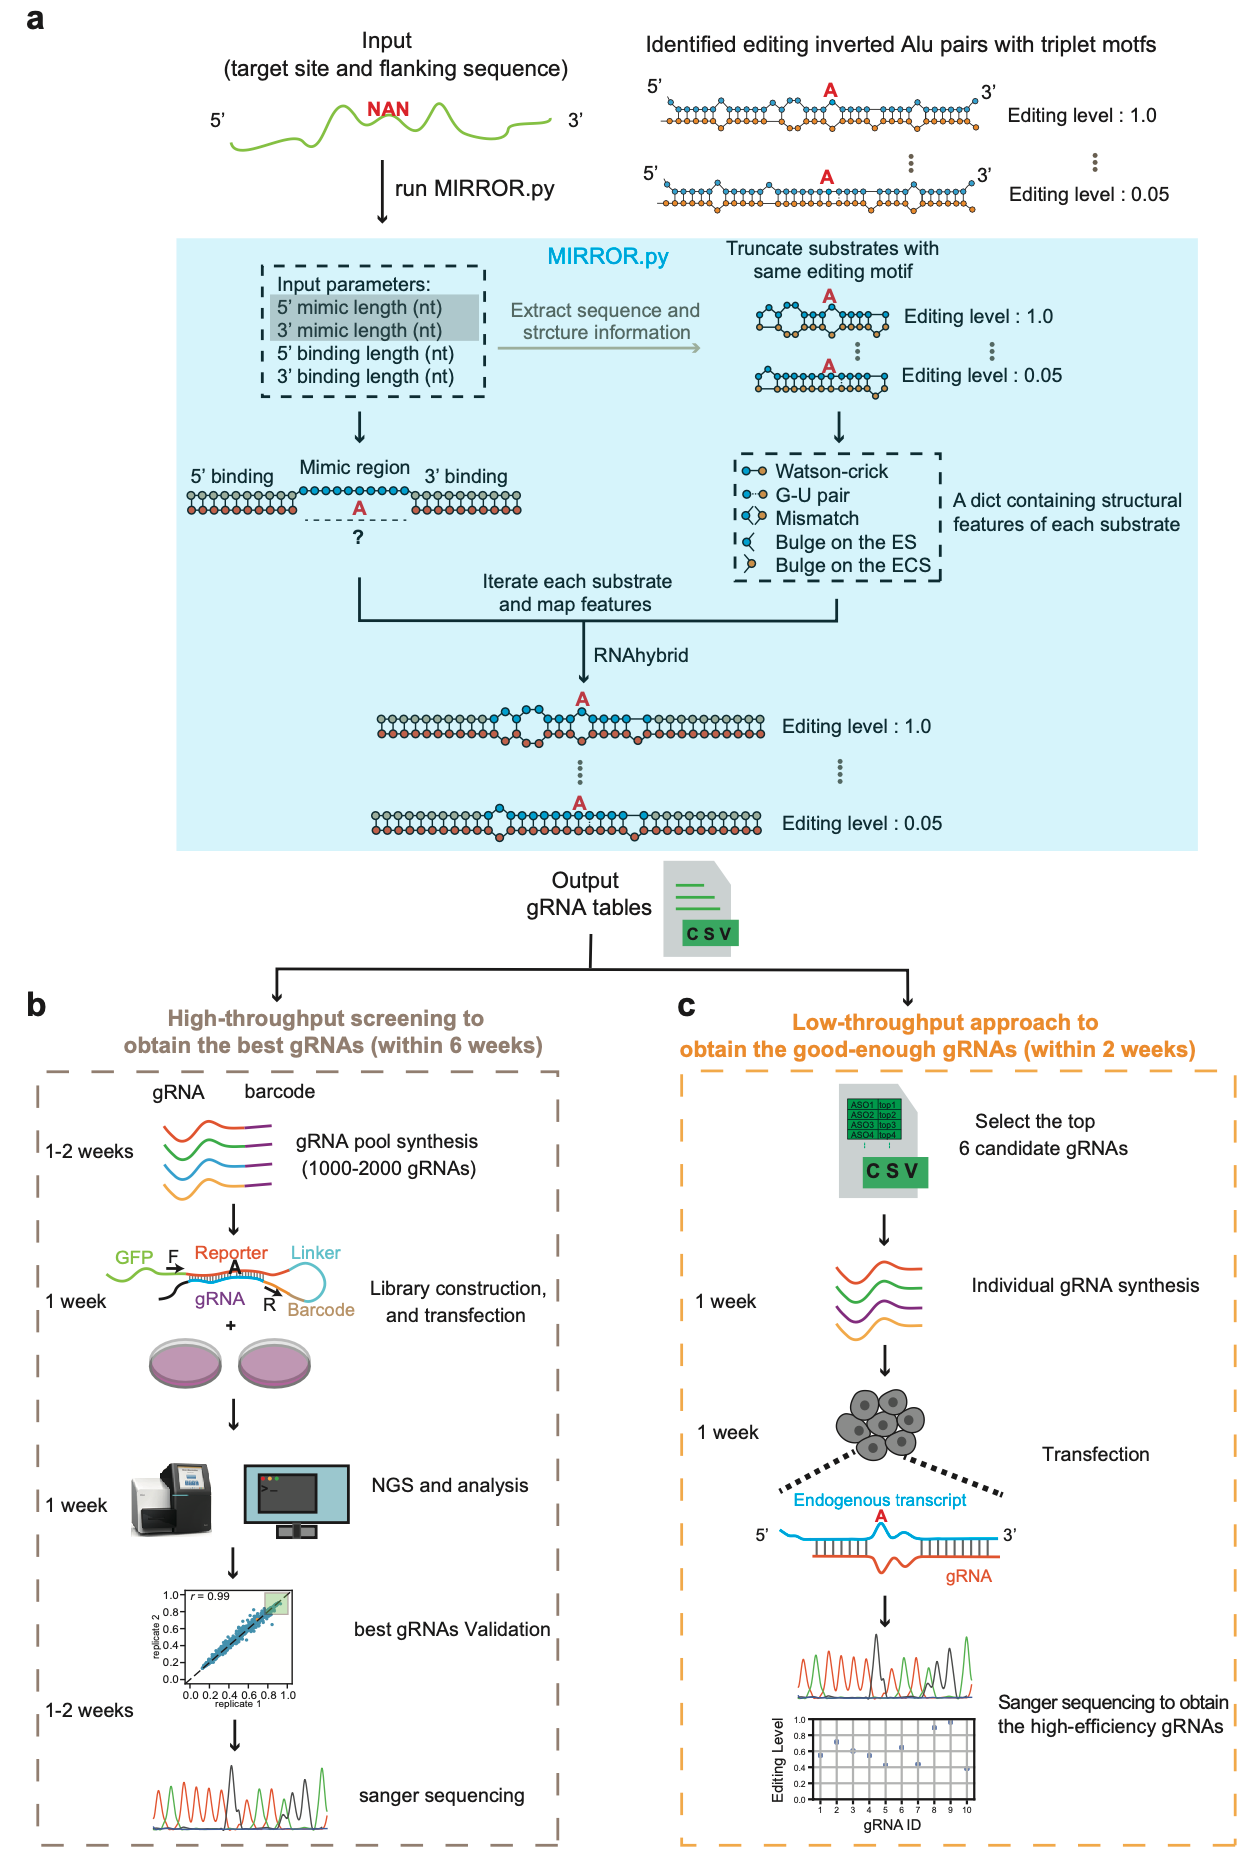 a
Input
(target site and flanking sequence)
5’
NAN
3’
run MIRROR.py
Identified editing inverted Alu pairs with triplet motfs
5’
A
3’
Editing level : 1.0
5’
A
3’
Editing level : 0.05
MIRROR.py
Input parameters:
5’ mimic length (nt)
3’ mimic length (nt)
5’ binding length (nt)
3’ binding length (nt)
Extract sequence and
strcture information
Truncate substrates with
same editing motif
A
Editing level : 1.0
A
Editing level : 0.05
5’ binding
Mimic region
3’ binding
A
?
Watson-crick
G-U pair
Mismatch
Bulge on the ES
Bulge on the ECS
A dict containing structural
features of each substrate
Iterate each substrate
and map features
RNAhybrid
A
Editing level : 1.0
A
Editing level : 0.05
Output
gRNA tables
CSV
b
High-throughput screening to
obtain the best gRNAs (within 6 weeks)
gRNA
barcode
1-2 weeks
gRNA pool synthesis
(1000-2000 gRNAs)
GFP
F
Reporter
Linker
A
1 week
gRNA
R
Barcode
Library construction,
and transfection
+
1 week
>_
NGS and analysis
1.0
0.8
0.6
0.4
0.2
0.0
r = 0.99
replicate 2
0.0 0.2 0.4 0.6 0.8 1.0
replicate 1
best gRNAs Validation
1-2 weeks
sanger sequencing
c
Low-throughput approach to
obtain the good-enough gRNAs (within 2 weeks)
ASO1 top1
ASO2 top2
ASO3 top3
ASO4 top4
CSV
Select the top
6 candidate gRNAs
1 week
Individual gRNA synthesis
1 week
Transfection
Endogenous transcript
5’
A
3’
gRNA
Sanger sequencing to obtain
the high-efficiency gRNAs
Editing Level
1.0
0.8
0.6
0.4
0.2
0.0
1 2 3 4 5 6 7 8 9 10
gRNA ID